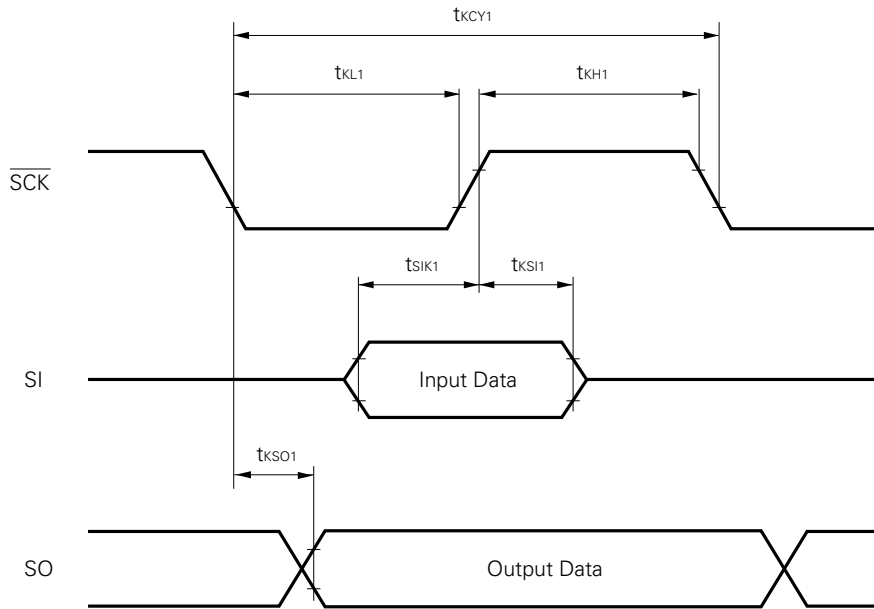 tKCY1
tKL1
tKH1
SCK
tSIK1
tKSI1
SI
Input Data
tKSO1
SO
Output Data